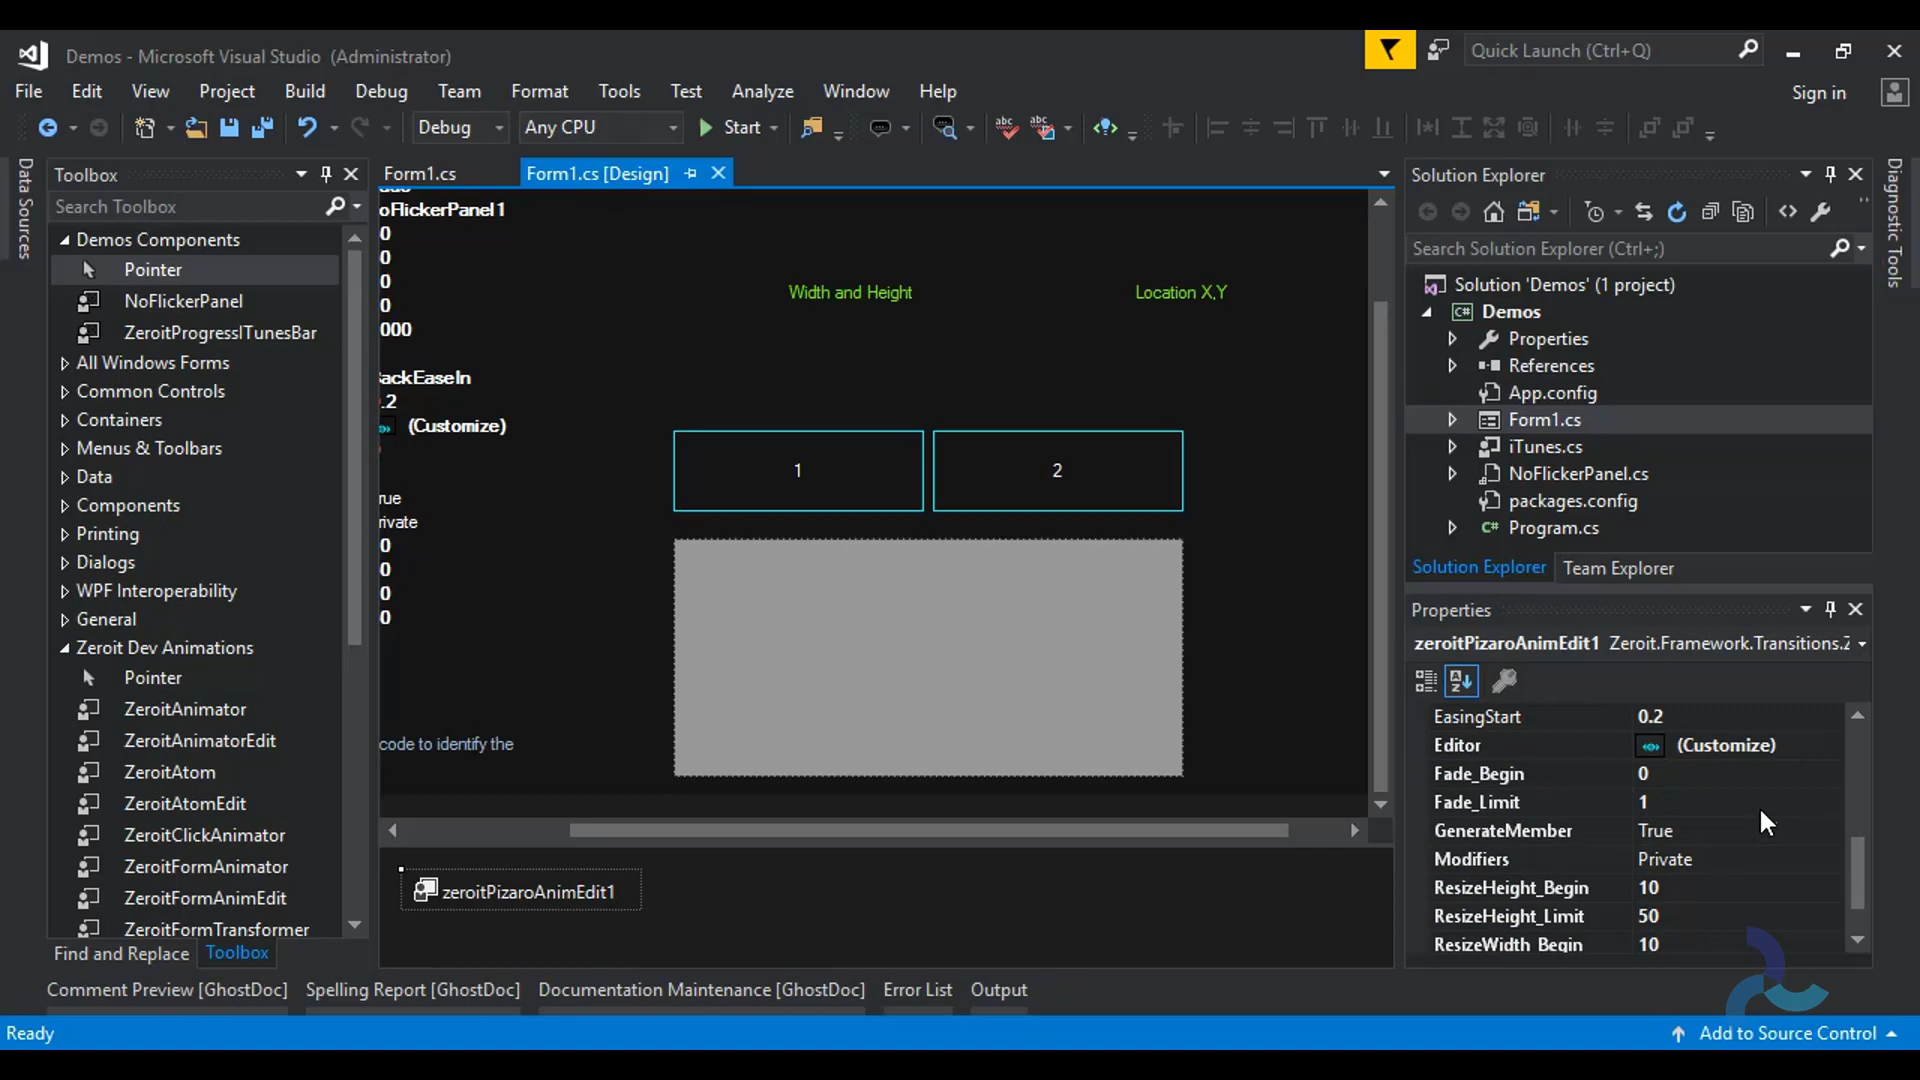 Demos - Microsoft Visual Studio (Administrator)
Quick Launch (Ctrl+Q)
File Edit View Project Build Debug Team Format Tools Test Analyze Window Help
Sign in
Debug Any CPU Start
Data Sources
Toolbox
Search Toolbox
Demos Components
Pointer
NoFlickerPanel
ZeroitProgressITunesBar
All Windows Forms
Common Controls
Containers
Menus & Toolbars
Data
Components
Printing
Dialogs
WPF Interoperability
General
Zeroit Dev Animations
Pointer
ZeroitAnimator
ZeroitAnimatorEdit
ZeroitAtom
ZeroitAtomEdit
ZeroitClickAnimator
ZeroitFormAnimator
ZeroitFormAnimEdit
ZeroitFormTransformer
Find and Replace Toolbox
Form1.cs Form1.cs [Design]
oFlickerPanel1
0
0
0
0
000
ackEaseIn
.2
(Customize)
rue
rivate
0
0
0
0
code to identify the
Width and Height
Location X,Y
1
2
zeroitPizaroAnimEdit1
Solution Explorer
Search Solution Explorer (Ctrl+;)
Solution 'Demos' (1 project)
Demos
Properties
References
App.config
Form1.cs
iTunes.cs
NoFlickerPanel.cs
packages.config
Program.cs
Solution Explorer Team Explorer
Diagnostic Tools
Properties
zeroitPizaroAnimEdit1 Zeroit.Framework.Transitions.Z
EasingStart 0.2
Editor (Customize)
Fade_Begin 0
Fade_Limit 1
GenerateMember True
Modifiers Private
ResizeHeight_Begin 10
ResizeHeight_Limit 50
ResizeWidth_Begin 10
Comment Preview [GhostDoc] Spelling Report [GhostDoc] Documentation Maintenance [GhostDoc] Error List Output
Ready
Add to Source Control